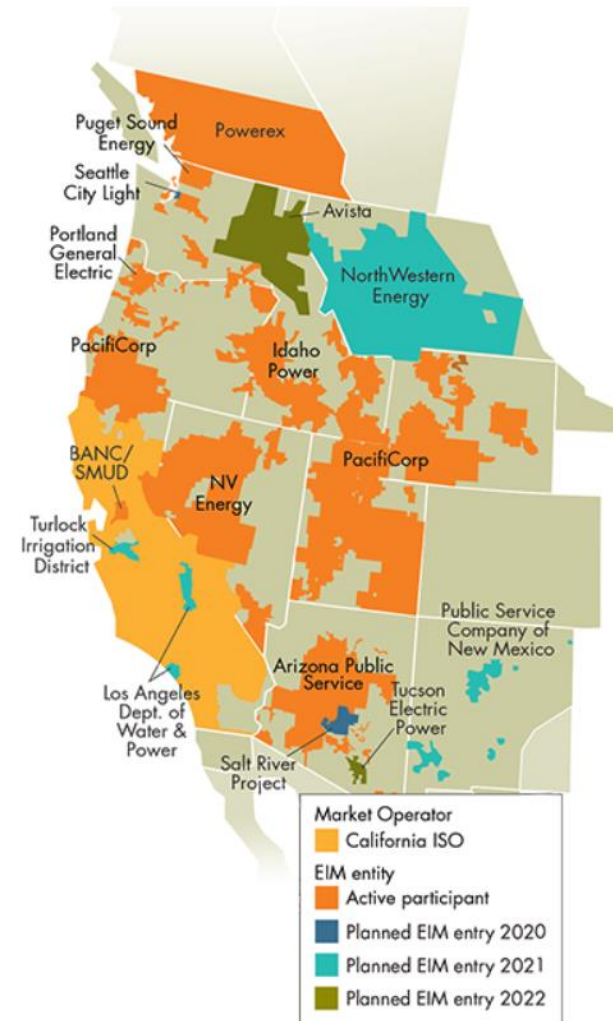 Powerex
Puget Sound
Energy
Seattle
City Light
Avista
Portland
General
Electric
NorthWestern
Energy
PacifiCorp
Idaho
Power
BANC/
SMUD
NV
Energy
PacifiCorp
Turlock
Irrigation
District
Public Service
Company of
New Mexico
Arizona Public
Service
Los Angeles
Dept. of
Water &
Power
Tucson
Electric
Power
Salt River
Project
Market Operator
California ISO
EIM entity
Active participant
Planned EIM entry 2020
Planned EIM entry 2021
Planned EIM entry 2022